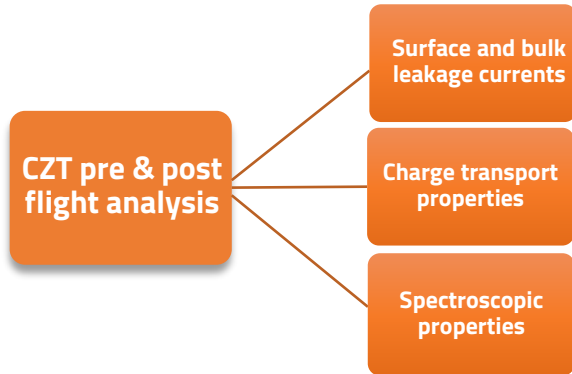 CZT pre & post
flight analysis
Surface and bulk
leakage currents
Charge transport
properties
Spectroscopic
properties